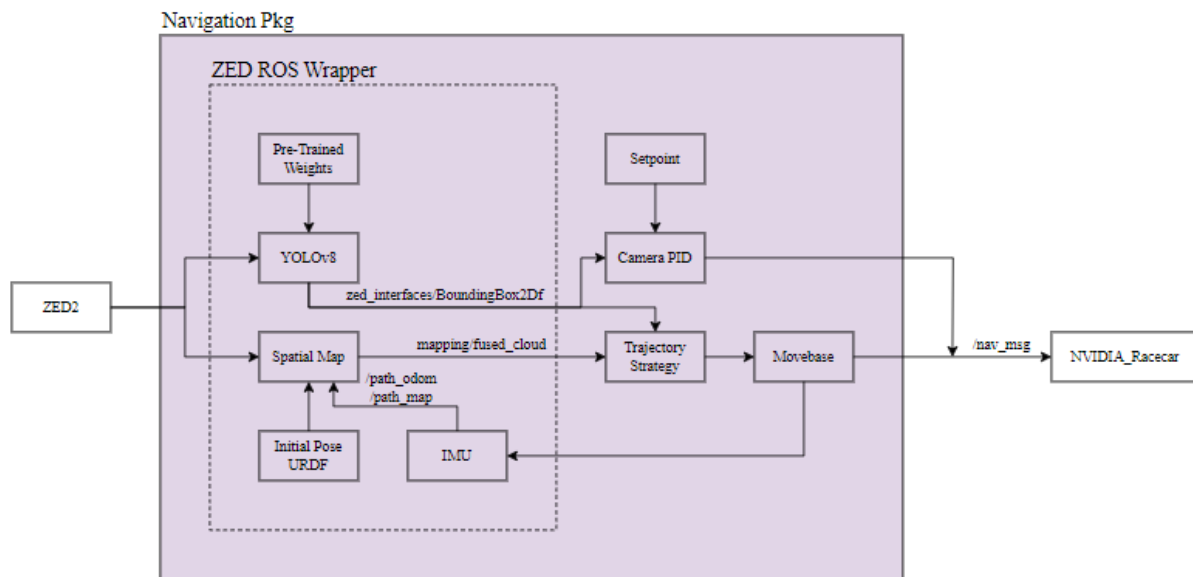 Navigation Pkg
ZED ROS Wrapper
Pre-Trained
Weights
Setpoint
YOLOv8
Camera PID
zed_interfaces/BoundingBox2Df
ZED2
Spatial Map
mapping/fused_cloud
Trajectory
Strategy
Movebase
/nav_msg
NVIDIA_Racecar
/path_odom
/path_map
Initial Pose
URDF
IMU